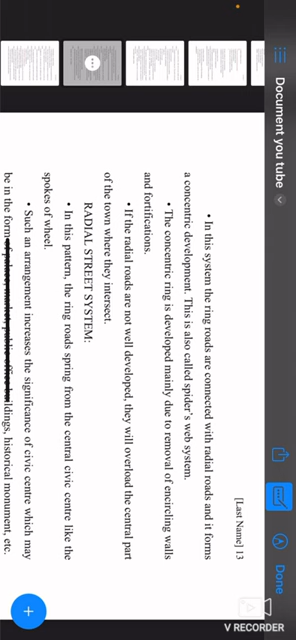 Document you tube
Done
[Last Name] 13
• In this system the ring roads are connected with radial roads and it forms
a concentric development. This is also called spider's web system.
• The concentric ring is developed mainly due to removal of encircling walls
and fortifications.
• If the radial roads are not well developed, they will overload the central part
of the town where they intersect.
RADIAL STREET SYSTEM:
• In this pattern, the ring roads spring from the central civic centre like the
spokes of wheel.
• Such an arrangement increases the significance of civic centre which may
be in the form ldings, historical monument, etc.
V RECORDER